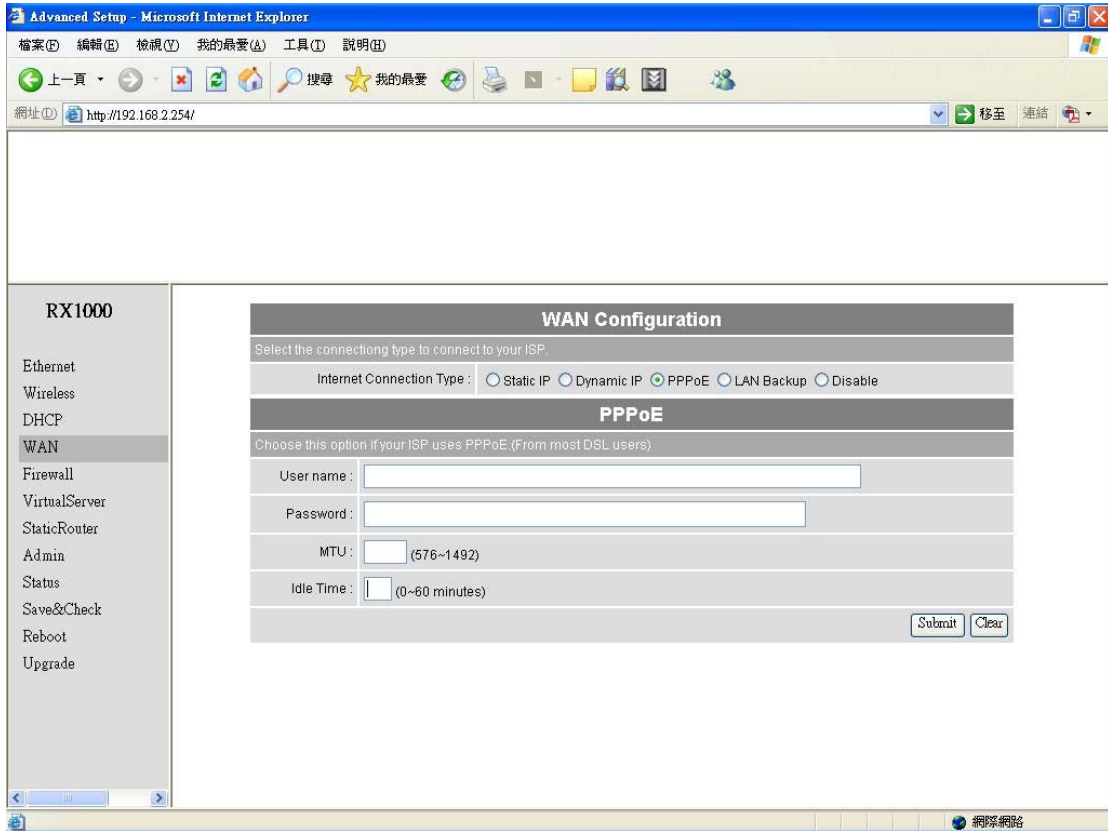 Advanced Setup - Microsoft Internet Explorer
檔案(F) 編輯(E) 檢視(V) 我的最愛(A) 工具(T) 說明(H)
上一頁 搜尋 我的最愛
網址(D) http://192.168.2.254/ 移至 連結
RX1000
Ethernet
Wireless
DHCP
WAN
Firewall
VirtualServer
StaticRouter
Admin
Status
Save&Check
Reboot
Upgrade
WAN Configuration
Select the connectiong type to connect to your ISP.
Internet Connection Type : Static IP Dynamic IP PPPoE LAN Backup Disable
PPPoE
Choose this option if your ISP uses PPPoE.(From most DSL users)
User name :
Password :
MTU : (576~1492)
Idle Time : (0~60 minutes)
Submit Clear
網際網路